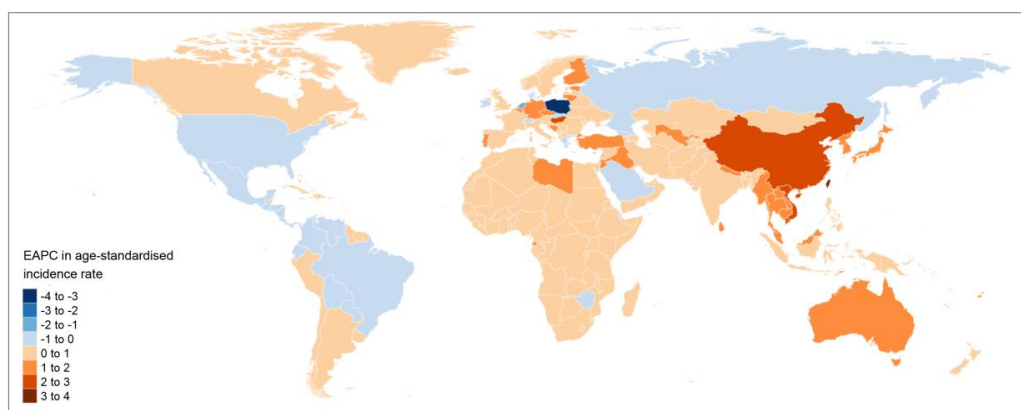 EAPC in age-standardised
incidence rate
-4 to -3
-3 to -2
-2 to -1
-1 to 0
0 to 1
1 to 2
2 to 3
3 to 4